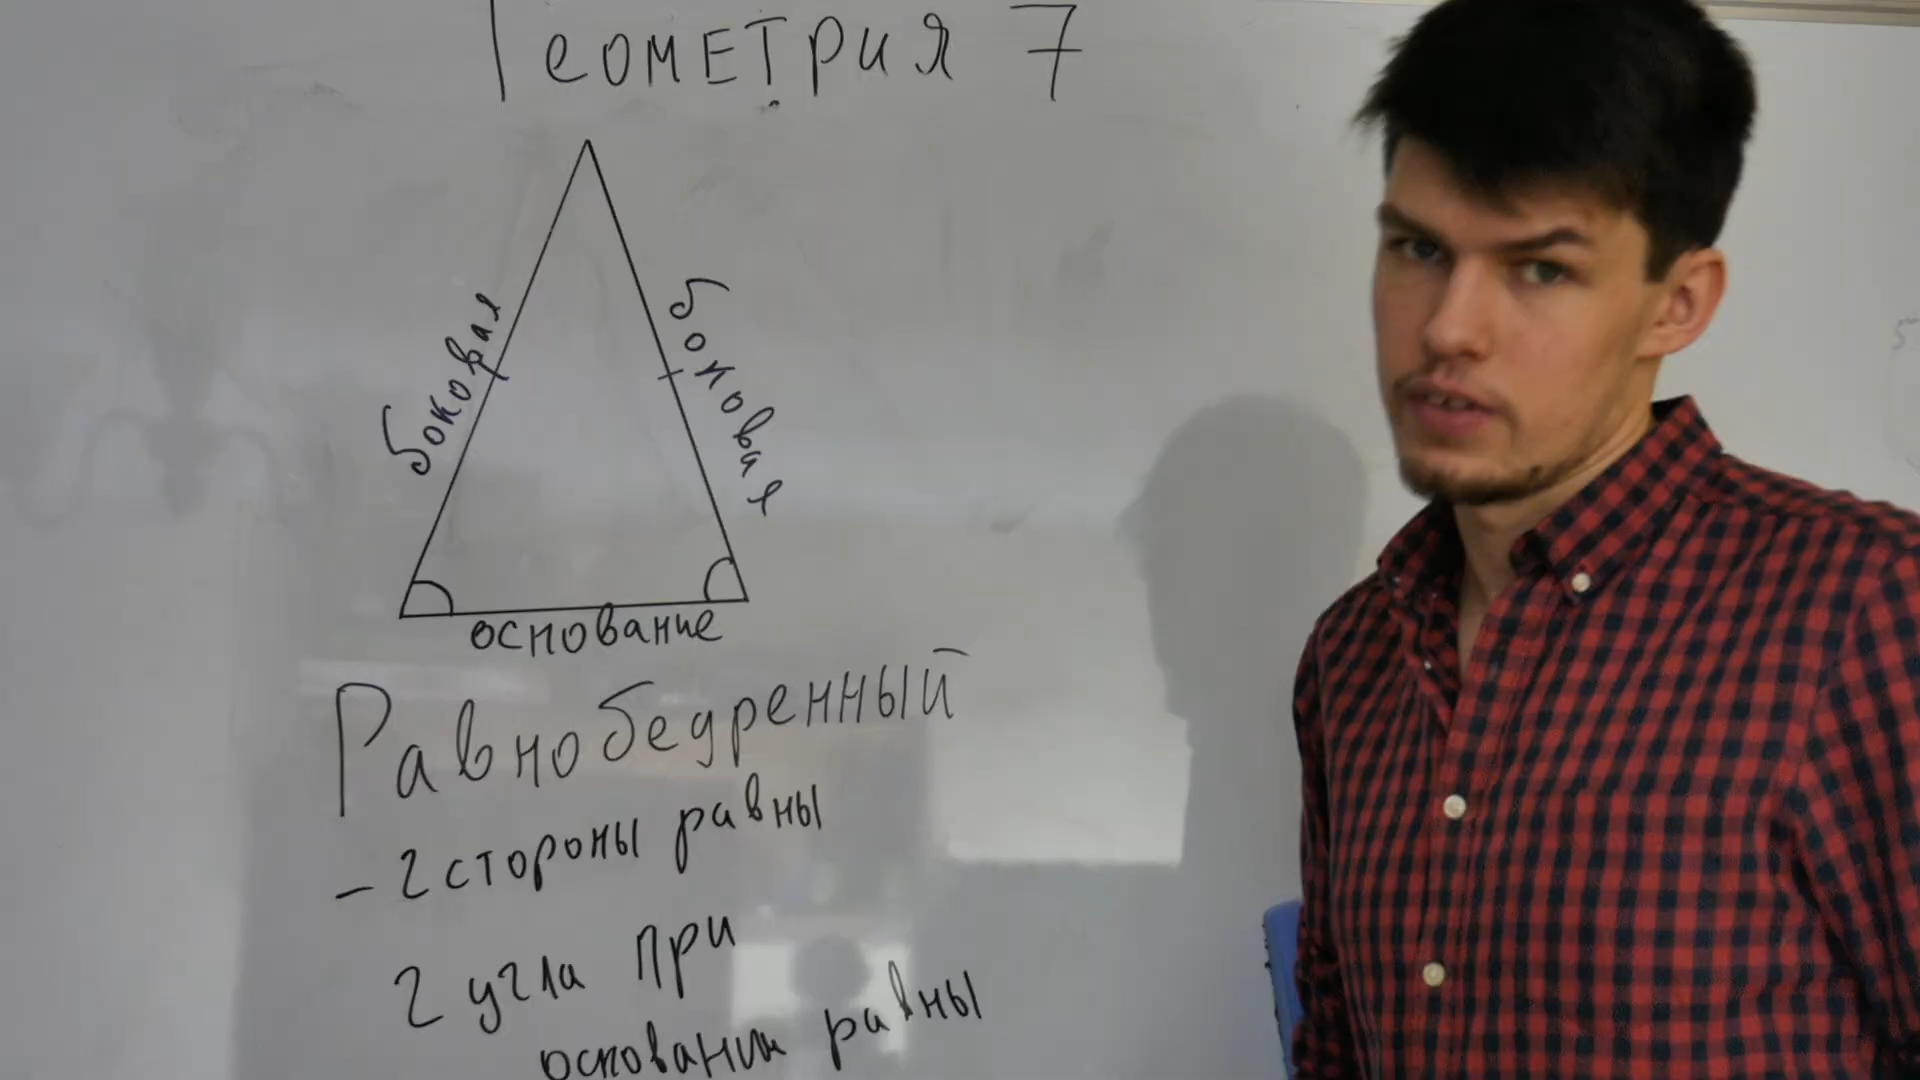 Геометрия 7
боковая
боковая
основание
Равнобедренный
- 2 стороны равны
2 угла при
основании равны